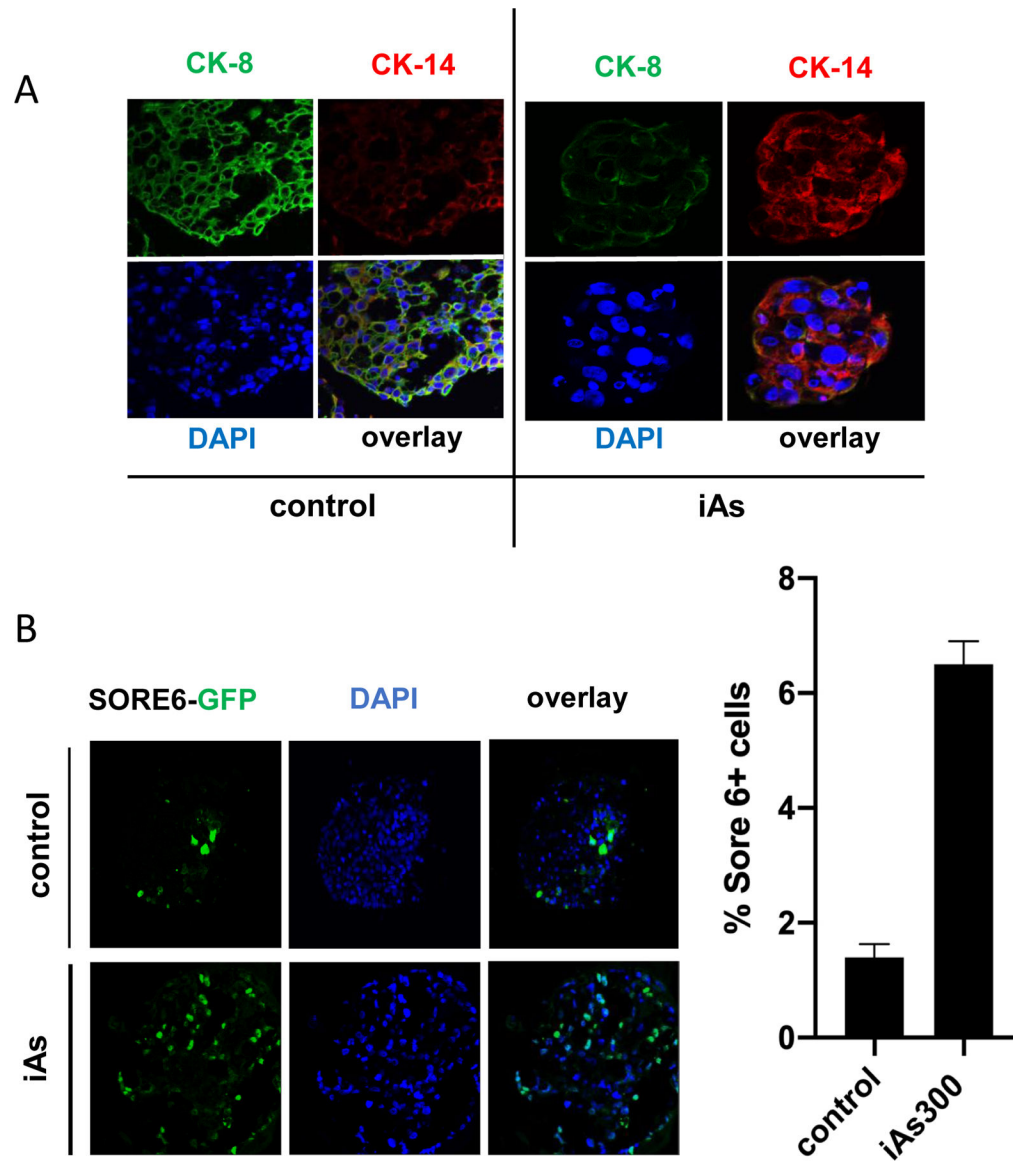 A
CK-8 CK-14 CK-8 CK-14
DAPI overlay DAPI overlay
control iAs
B
SORE6-GFP DAPI overlay
control
iAs
% Sore 6+ cells
8
6
4
2
0
control iAs300